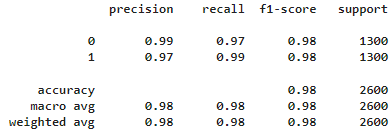 precision recall f1-score support
0 0.99 0.97 0.98 1300
1 0.97 0.99 0.98 1300
accuracy 0.98 2600
macro avg 0.98 0.98 0.98 2600
weighted avg 0.98 0.98 0.98 2600